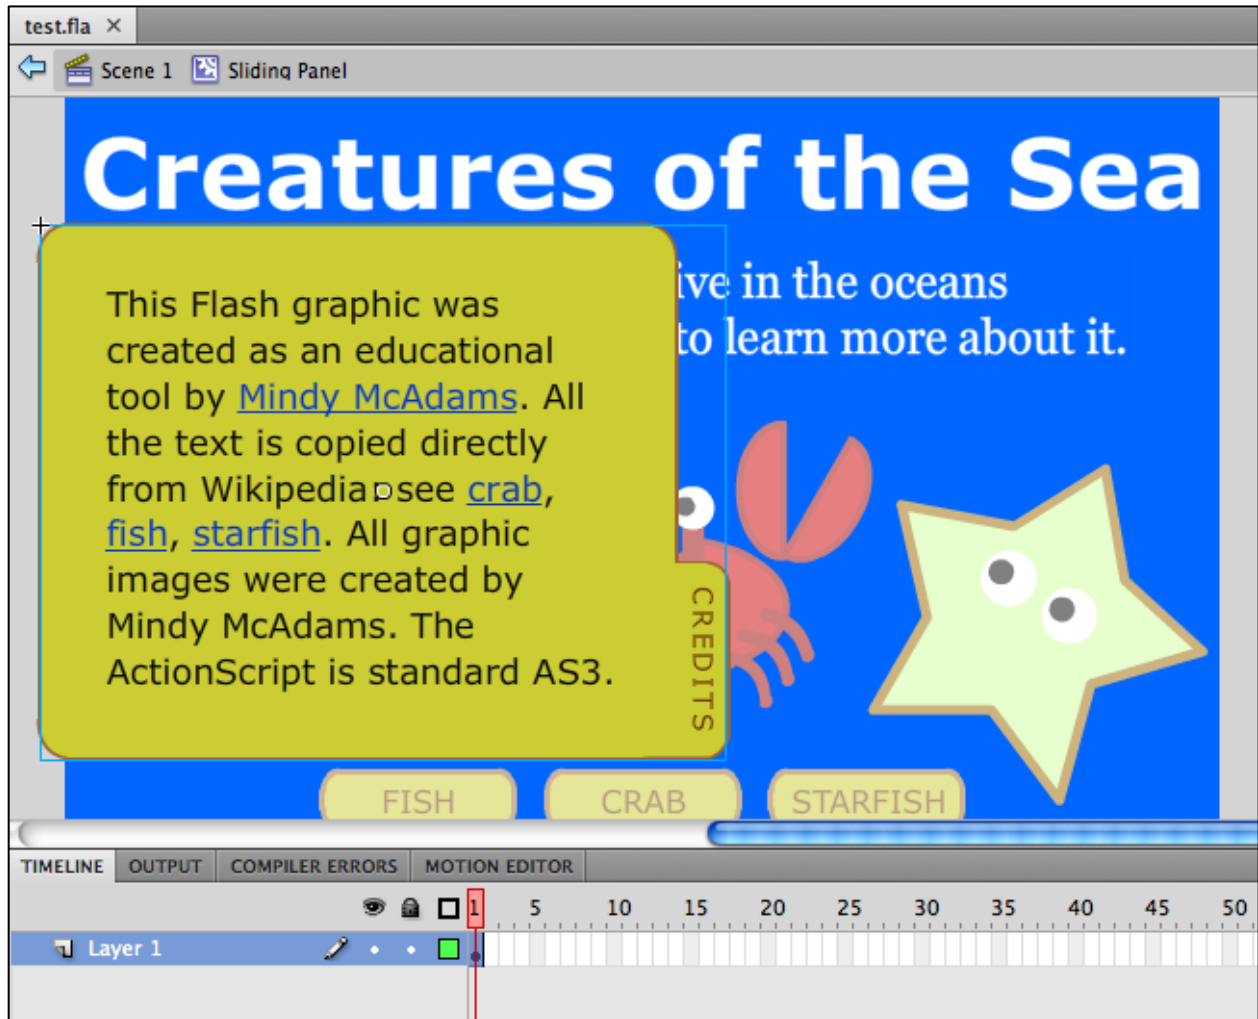 test.fla ×
Scene 1 Sliding Panel
Creatures of the Sea
ive in the oceans
to learn more about it.
This Flash graphic was
created as an educational
tool by Mindy McAdams. All
the text is copied directly
from Wikipedia see crab,
fish, starfish. All graphic
images were created by
Mindy McAdams. The
ActionScript is standard AS3.
CREDITS
FISH CRAB STARFISH
TIMELINE OUTPUT COMPILER ERRORS MOTION EDITOR
1 5 10 15 20 25 30 35 40 45 50
Layer 1